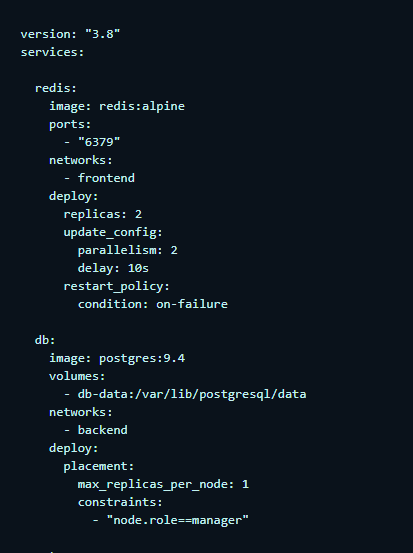 version: "3.8"
services:
redis:
image: redis:alpine
ports:
- "6379"
networks:
- frontend
deploy:
replicas: 2
update_config:
parallelism: 2
delay: 10s
restart_policy:
condition: on-failure
db:
image: postgres:9.4
volumes:
- db-data:/var/lib/postgresql/data
networks:
- backend
deploy:
placement:
max_replicas_per_node: 1
constraints:
- "node.role==manager"